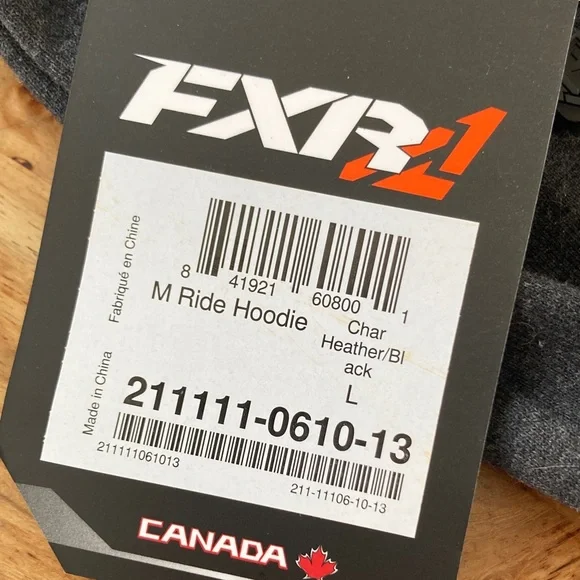 FXR
8 41921 60800 1
M Ride Hoodie
Char
Heather/Bl
ack
L
211111-0610-13
211111061013
211-11106-10-13
Made in China
Fabriqué en Chine
CANADA